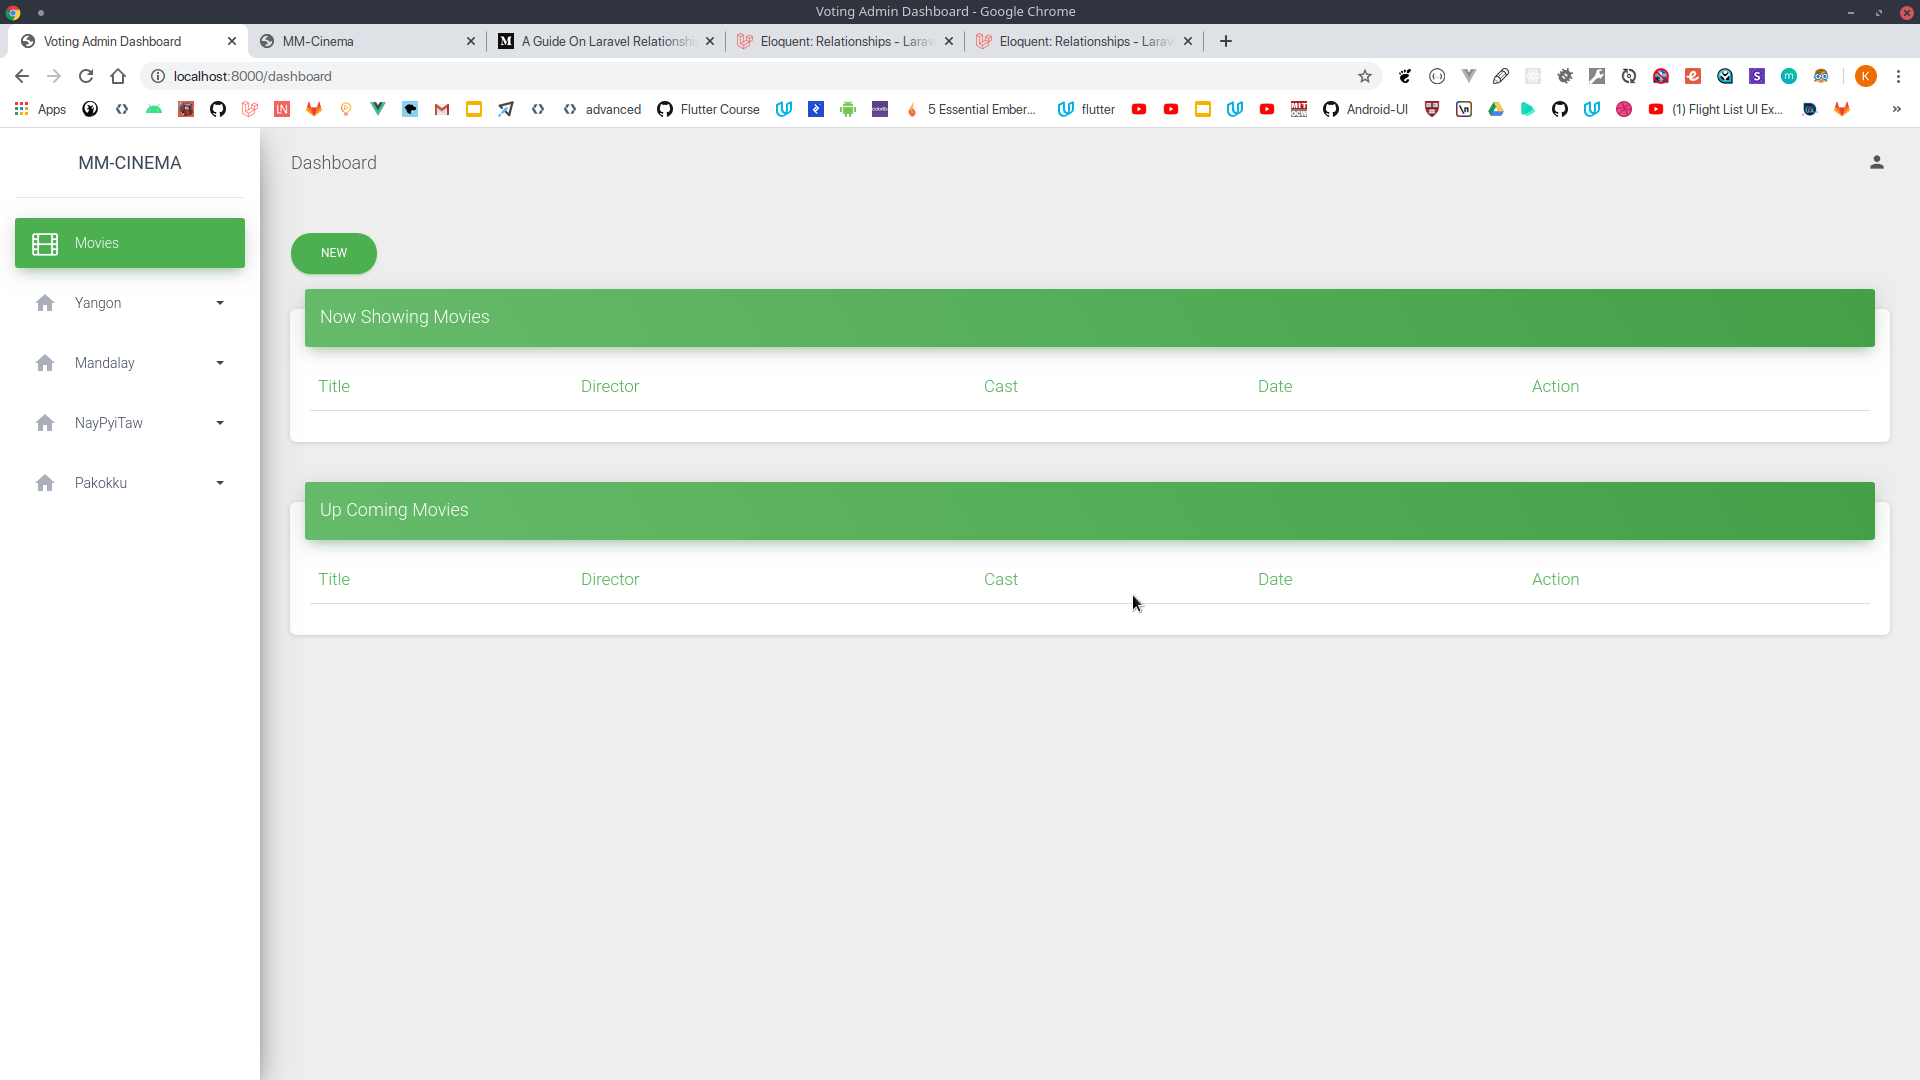 Voting Admin Dashboard - Google Chrome
Voting Admin Dashboard
MM-Cinema
A Guide On Laravel Relationshi
Eloquent: Relationships - Larav
Eloquent: Relationships - Larav
localhost:8000/dashboard
K
Apps
advanced
Flutter Course
5 Essential Ember...
flutter
Android-UI
(1) Flight List UI Ex...
MM-CINEMA
Dashboard
Movies
Yangon
Mandalay
NayPyiTaw
Pakokku
NEW
Now Showing Movies
Title Director Cast Date Action
Up Coming Movies
Title Director Cast Date Action